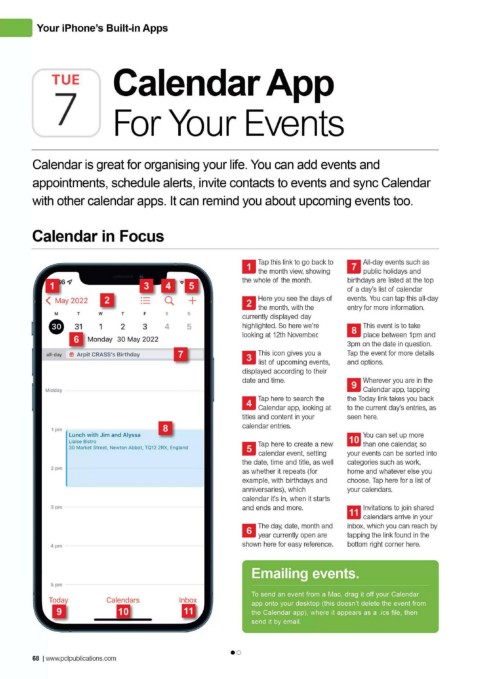 Your iPhone's Built-in Apps
TUE
7
Calendar App
For Your Events
Calendar is great for organising your life. You can add events and
appointments, schedule alerts, invite contacts to events and sync Calendar
with other calendar apps. It can remind you about upcoming events too.
Calendar in Focus
1
3
4
5
May 2022
2
M T W T F S S
30 31 1 2 3 4 5
6
Monday 30 May 2022
all-day
Arpit CRASS's Birthday
7
Midday
1 pm
8
Lunch with Jim and Alyssa
Liaise Bistro
30 Market Street, Newton Abbot, TQ12 2RX, England
2 pm
3 pm
4 pm
5 pm
Today
Calendars
Inbox
9
10
11
1
Tap this link to go back to
the month view, showing
the whole of the month.
2
Here you see the days of
the month, with the
currently displayed day
highlighted. So here we're
looking at 12th November.
3
This icon gives you a
list of upcoming events,
displayed according to their
date and time.
4
Tap here to search the
Calendar app, looking at
titles and content in your
calendar entries.
5
Tap here to create a new
calendar event, setting
the date, time and title, as well
as whether it repeats (for
example, with birthdays and
anniversaries), which
calendar it's in, when it starts
and ends and more.
6
The day, date, month and
year currently open are
shown here for easy reference.
7
All-day events such as
public holidays and
birthdays are listed at the top
of a day's list of calendar
events. You can tap this all-day
entry for more information.
8
This event is to take
place between 1pm and
3pm on the date in question.
Tap the event for more details
and options.
9
Wherever you are in the
Calendar app, tapping
the Today link takes you back
to the current day's entries, as
seen here.
10
You can set up more
than one calendar, so
your events can be sorted into
categories such as work,
home and whatever else you
choose. Tap here for a list of
your calendars.
11
Invitations to join shared
calendars arrive in your
inbox, which you can reach by
tapping the link found in the
bottom right corner here.
Emailing events.
To send an event from a Mac, drag it off your Calendar
app onto your desktop (this doesn't delete the event from
the Calendar app), where it appears as a .ics file, then
send it by email.
68 | www.pclpublications.com